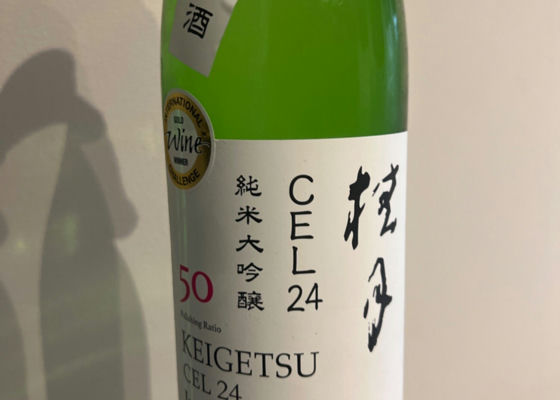 酒
INTERNATIONAL
GOLD
Wine
WINNER
CHALLENGE
桂月
CEL24
純米大吟醸
50
Polishing Ratio
KEIGETSU
CEL 24